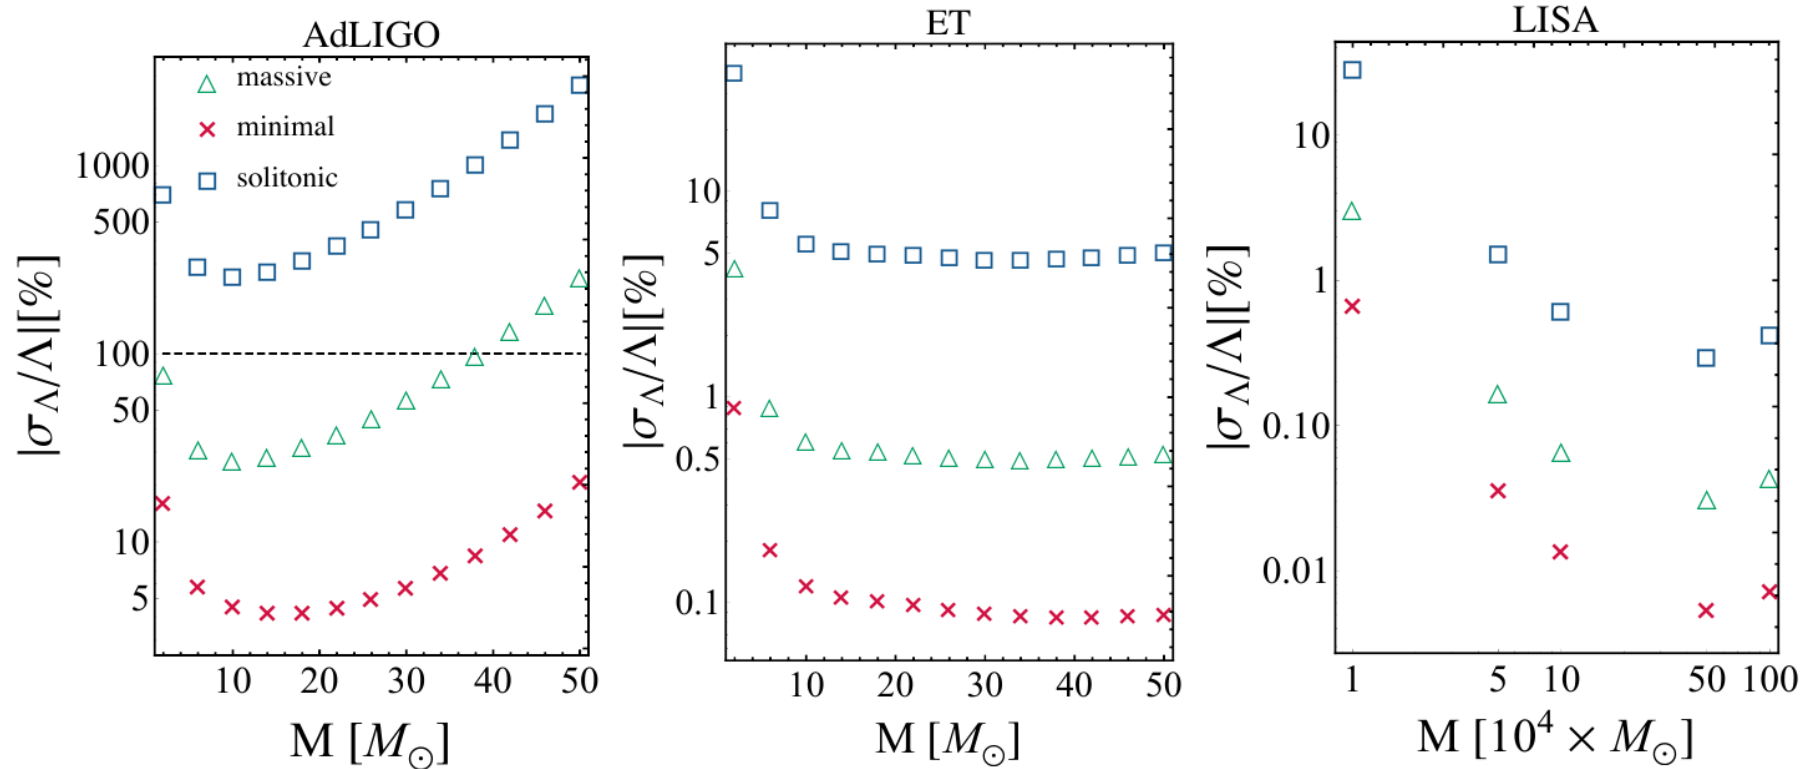 AdLIGO
massive
minimal
solitonic
1000
500
100
50
10
5
10 20 30 40 50
|σ_Λ/Λ|[%]
M [M_⊙]
ET
10
5
1
0.5
0.1
10 20 30 40 50
|σ_Λ/Λ|[%]
M [M_⊙]
LISA
10
1
0.10
0.01
1 5 10 50 100
|σ_Λ/Λ|[%]
M [10⁴ × M_⊙]